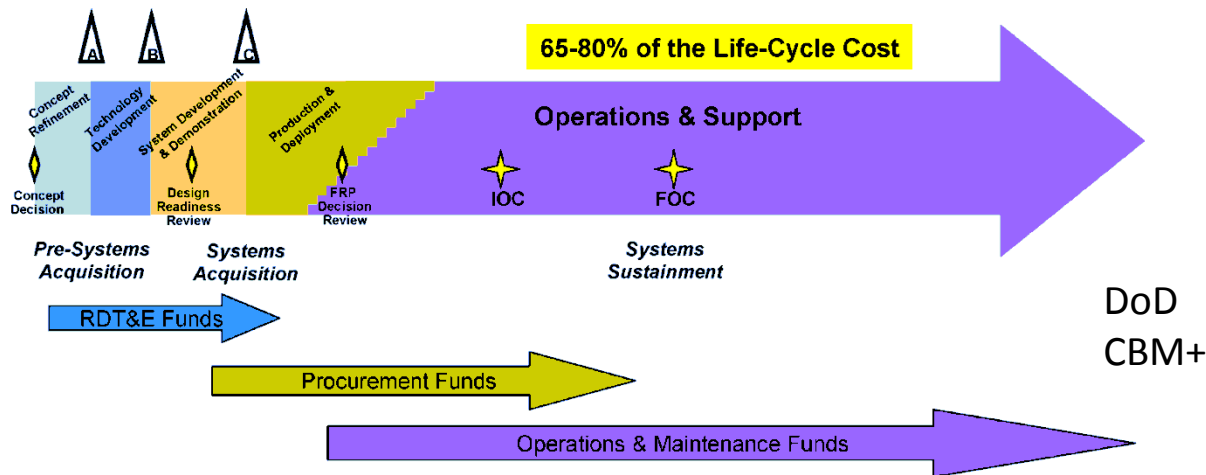 A
B
C
65-80% of the Life-Cycle Cost
Concept
Refinement
Technology
Development
System Development
& Demonstration
Production &
Deployment
Operations & Support
Concept
Decision
Design
Readiness
Review
FRP
Decision
Review
IOC
FOC
Pre-Systems
Acquisition
Systems
Acquisition
Systems
Sustainment
RDT&E Funds
Procurement Funds
Operations & Maintenance Funds
DoD
CBM+